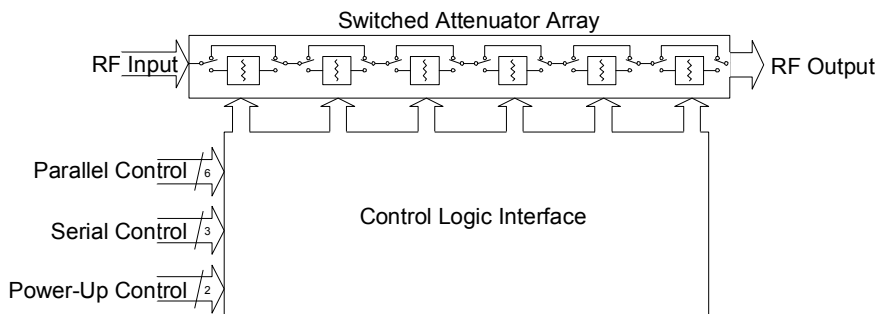 Switched Attenuator Array
RF Input
RF Output
Parallel Control
6
Control Logic Interface
Serial Control
3
Power-Up Control
2